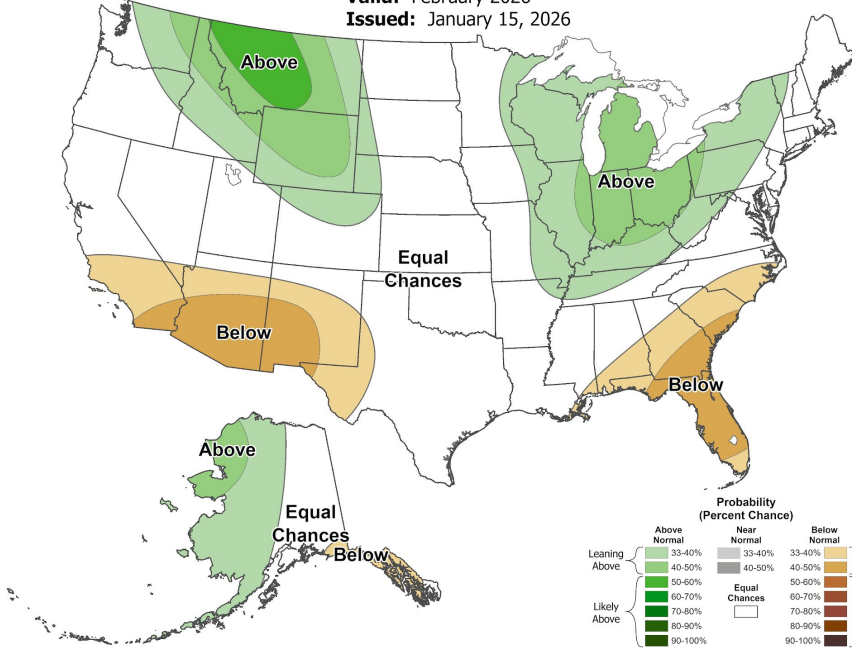 Valid: February 2026
Issued: January 15, 2026
Above
Above
Equal
Chances
Below
Below
Above
Equal
Chances
Below
Probability
(Percent Chance)
Above
Normal
Near
Normal
Below
Normal
Leaning
Above
33-40%
33-40%
33-40%
40-50%
40-50%
40-50%
Likely
Above
50-60%
Equal
Chances
50-60%
60-70%
60-70%
70-80%
70-80%
80-90%
80-90%
90-100%
90-100%